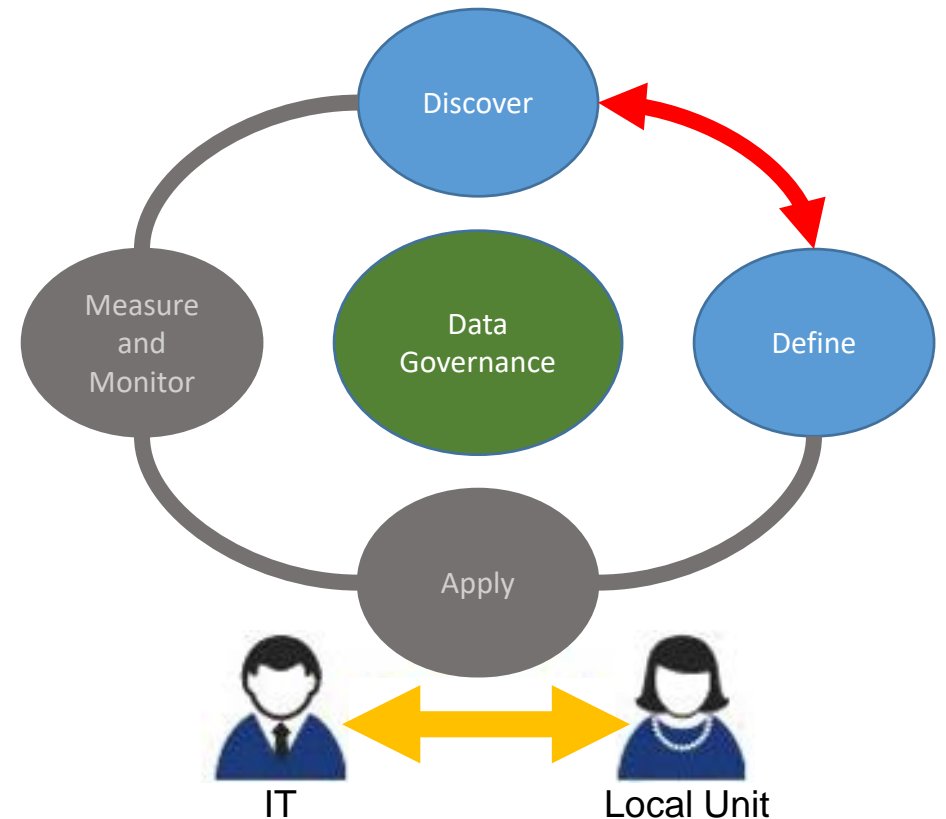 Discover
Measure
and
Monitor
Data
Governance
Define
Apply
IT
Local Unit